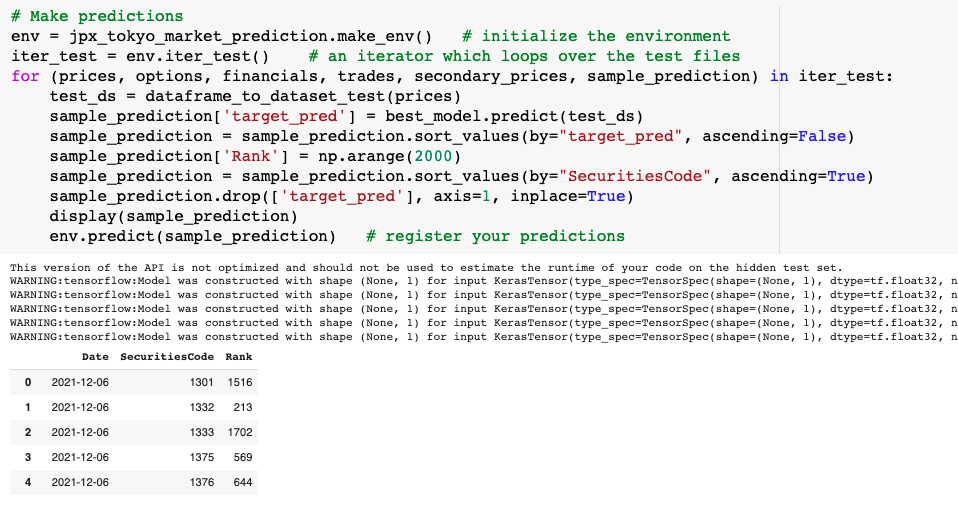 # Make predictions
env = jpx_tokyo_market_prediction.make_env()   # initialize the environment
iter_test = env.iter_test()    # an iterator which loops over the test files
for (prices, options, financials, trades, secondary_prices, sample_prediction) in iter_test:
    test_ds = dataframe_to_dataset_test(prices)
    sample_prediction['target_pred'] = best_model.predict(test_ds)
    sample_prediction = sample_prediction.sort_values(by="target_pred", ascending=False)
    sample_prediction['Rank'] = np.arange(2000)
    sample_prediction = sample_prediction.sort_values(by="SecuritiesCode", ascending=True)
    sample_prediction.drop(['target_pred'], axis=1, inplace=True)
    display(sample_prediction)
    env.predict(sample_prediction)   # register your predictions
This version of the API is not optimized and should not be used to estimate the runtime of your code on the hidden test set.
WARNING:tensorflow:Model was constructed with shape (None, 1) for input KerasTensor(type_spec=TensorSpec(shape=(None, 1), dtype=tf.float32, n
WARNING:tensorflow:Model was constructed with shape (None, 1) for input KerasTensor(type_spec=TensorSpec(shape=(None, 1), dtype=tf.float32, n
WARNING:tensorflow:Model was constructed with shape (None, 1) for input KerasTensor(type_spec=TensorSpec(shape=(None, 1), dtype=tf.float32, n
WARNING:tensorflow:Model was constructed with shape (None, 1) for input KerasTensor(type_spec=TensorSpec(shape=(None, 1), dtype=tf.float32, n
WARNING:tensorflow:Model was constructed with shape (None, 1) for input KerasTensor(type_spec=TensorSpec(shape=(None, 1), dtype=tf.float32, n
Date SecuritiesCode Rank
0 2021-12-06 1301 1516
1 2021-12-06 1332 213
2 2021-12-06 1333 1702
3 2021-12-06 1375 569
4 2021-12-06 1376 644